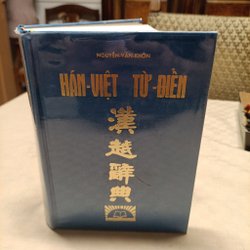 NGUYỄN-VĂN-KHÔN
HÁN-VIỆT TỪ-ĐIỂN
漢越辭典